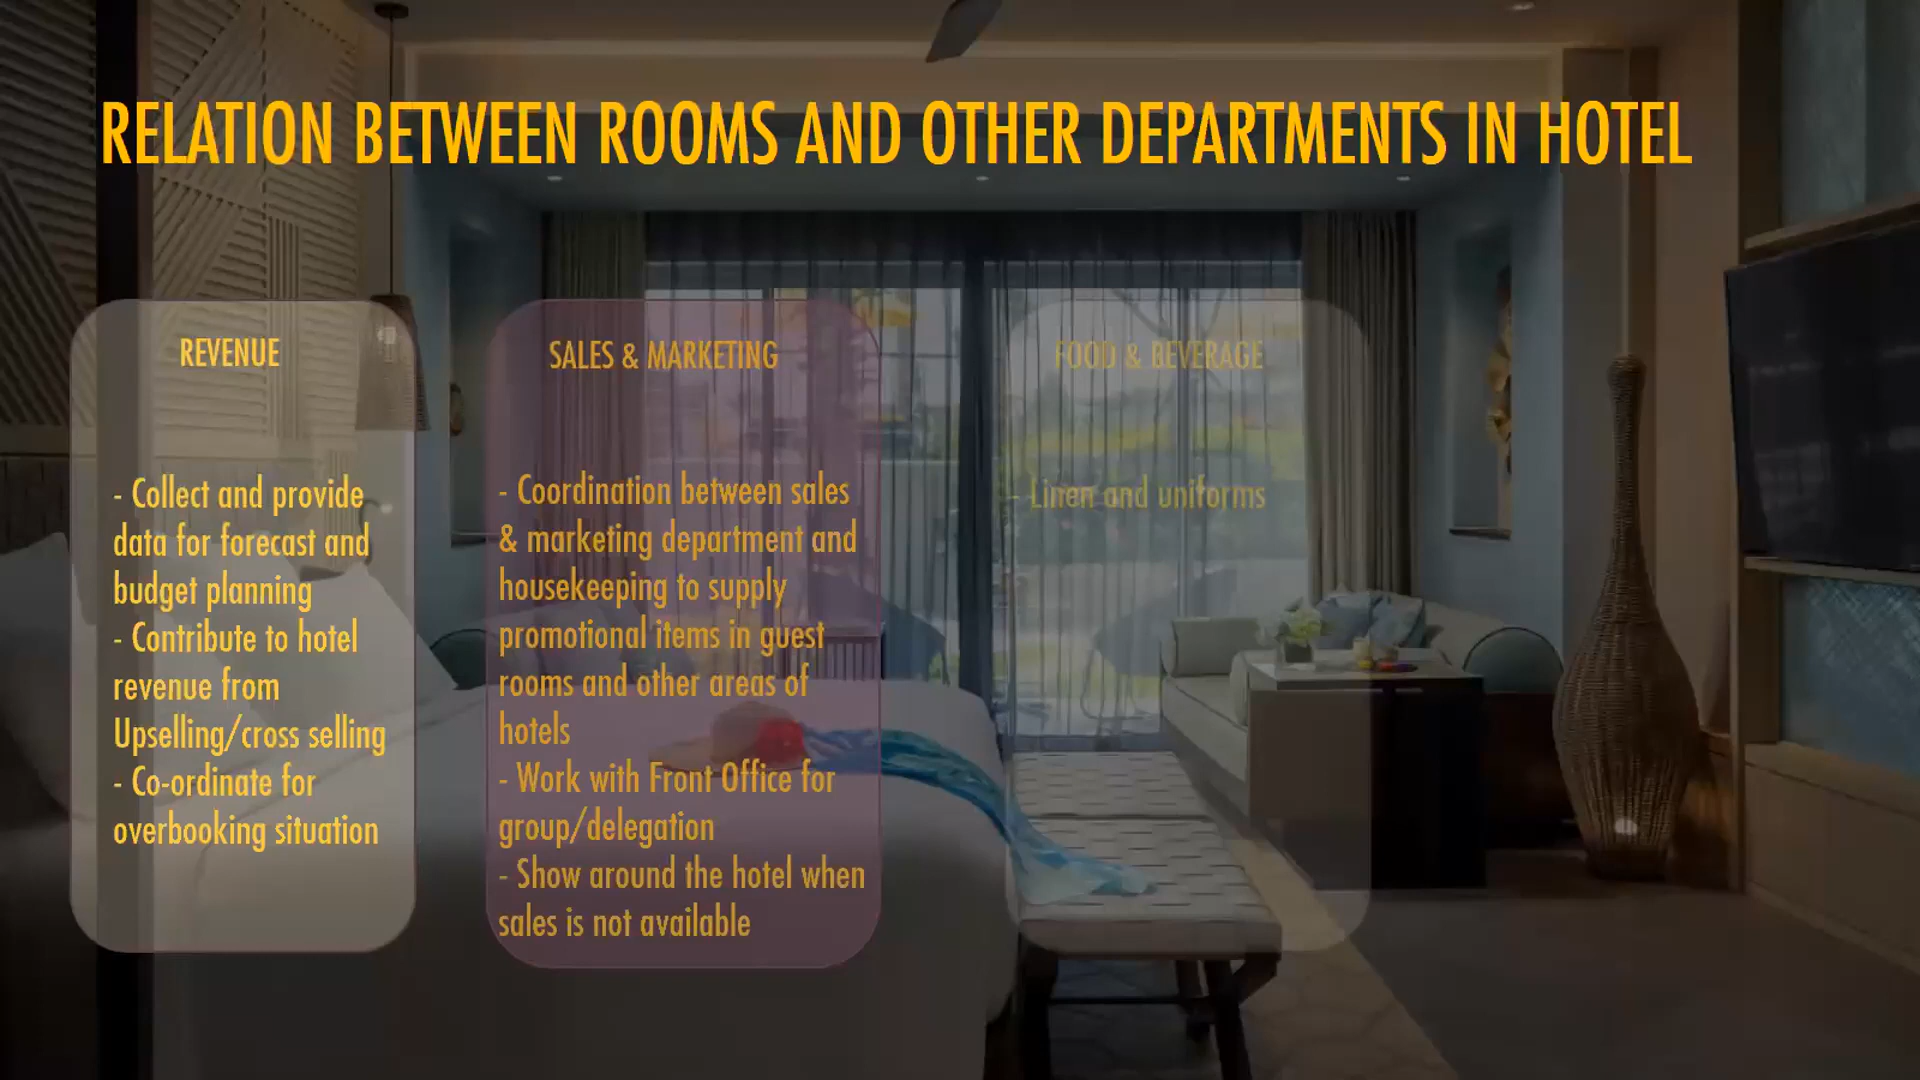 RELATION BETWEEN ROOMS AND OTHER DEPARTMENTS IN HOTEL
REVENUE
- Collect and provide
data for forecast and
budget planning
- Contribute to hotel
revenue from
Upselling/cross selling
- Co-ordinate for
overbooking situation
SALES & MARKETING
- Coordination between sales
& marketing department and
housekeeping to supply
promotional items in guest
rooms and other areas of
hotels
- Work with Front Office for
group/delegation
- Show around the hotel when
sales is not available
FOOD & BEVERAGE
- Linen and uniforms